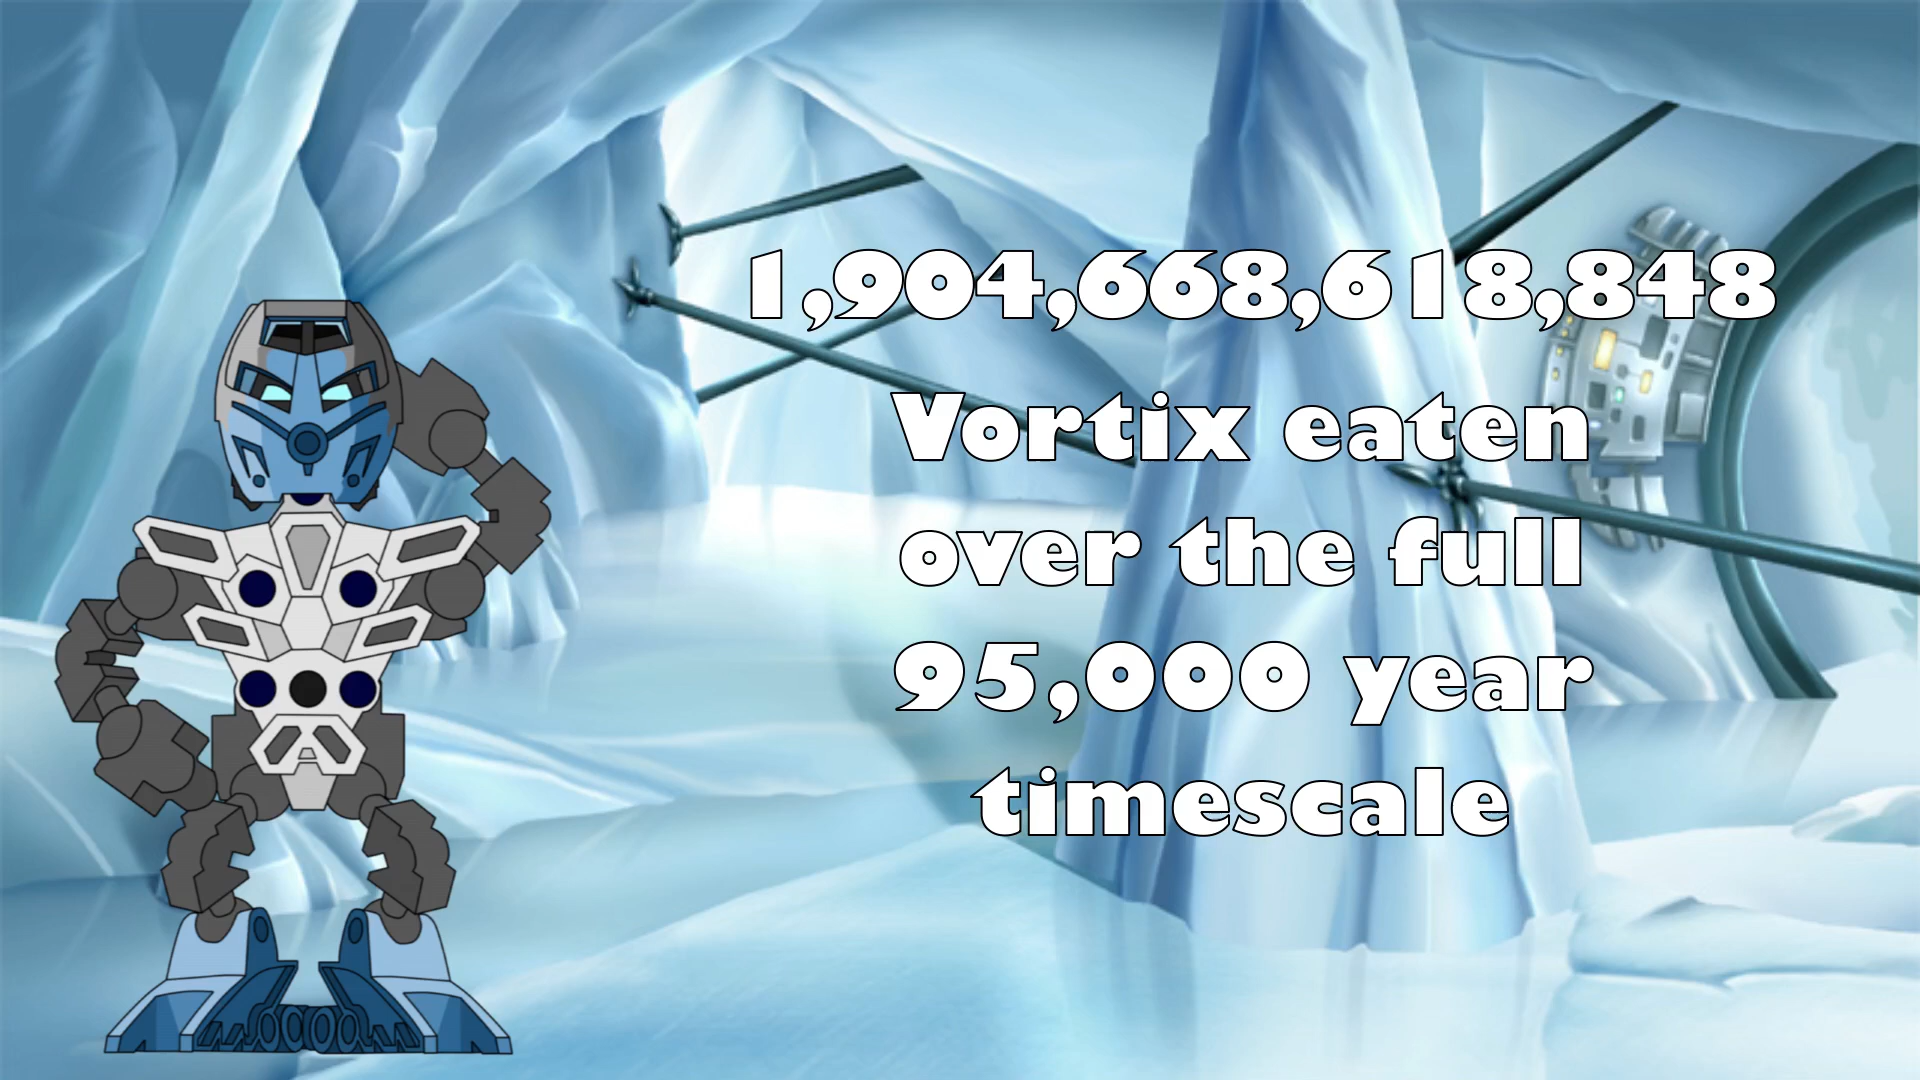 1,904,668,618,848
Vortix eaten
over the full
95,000 year
timescale